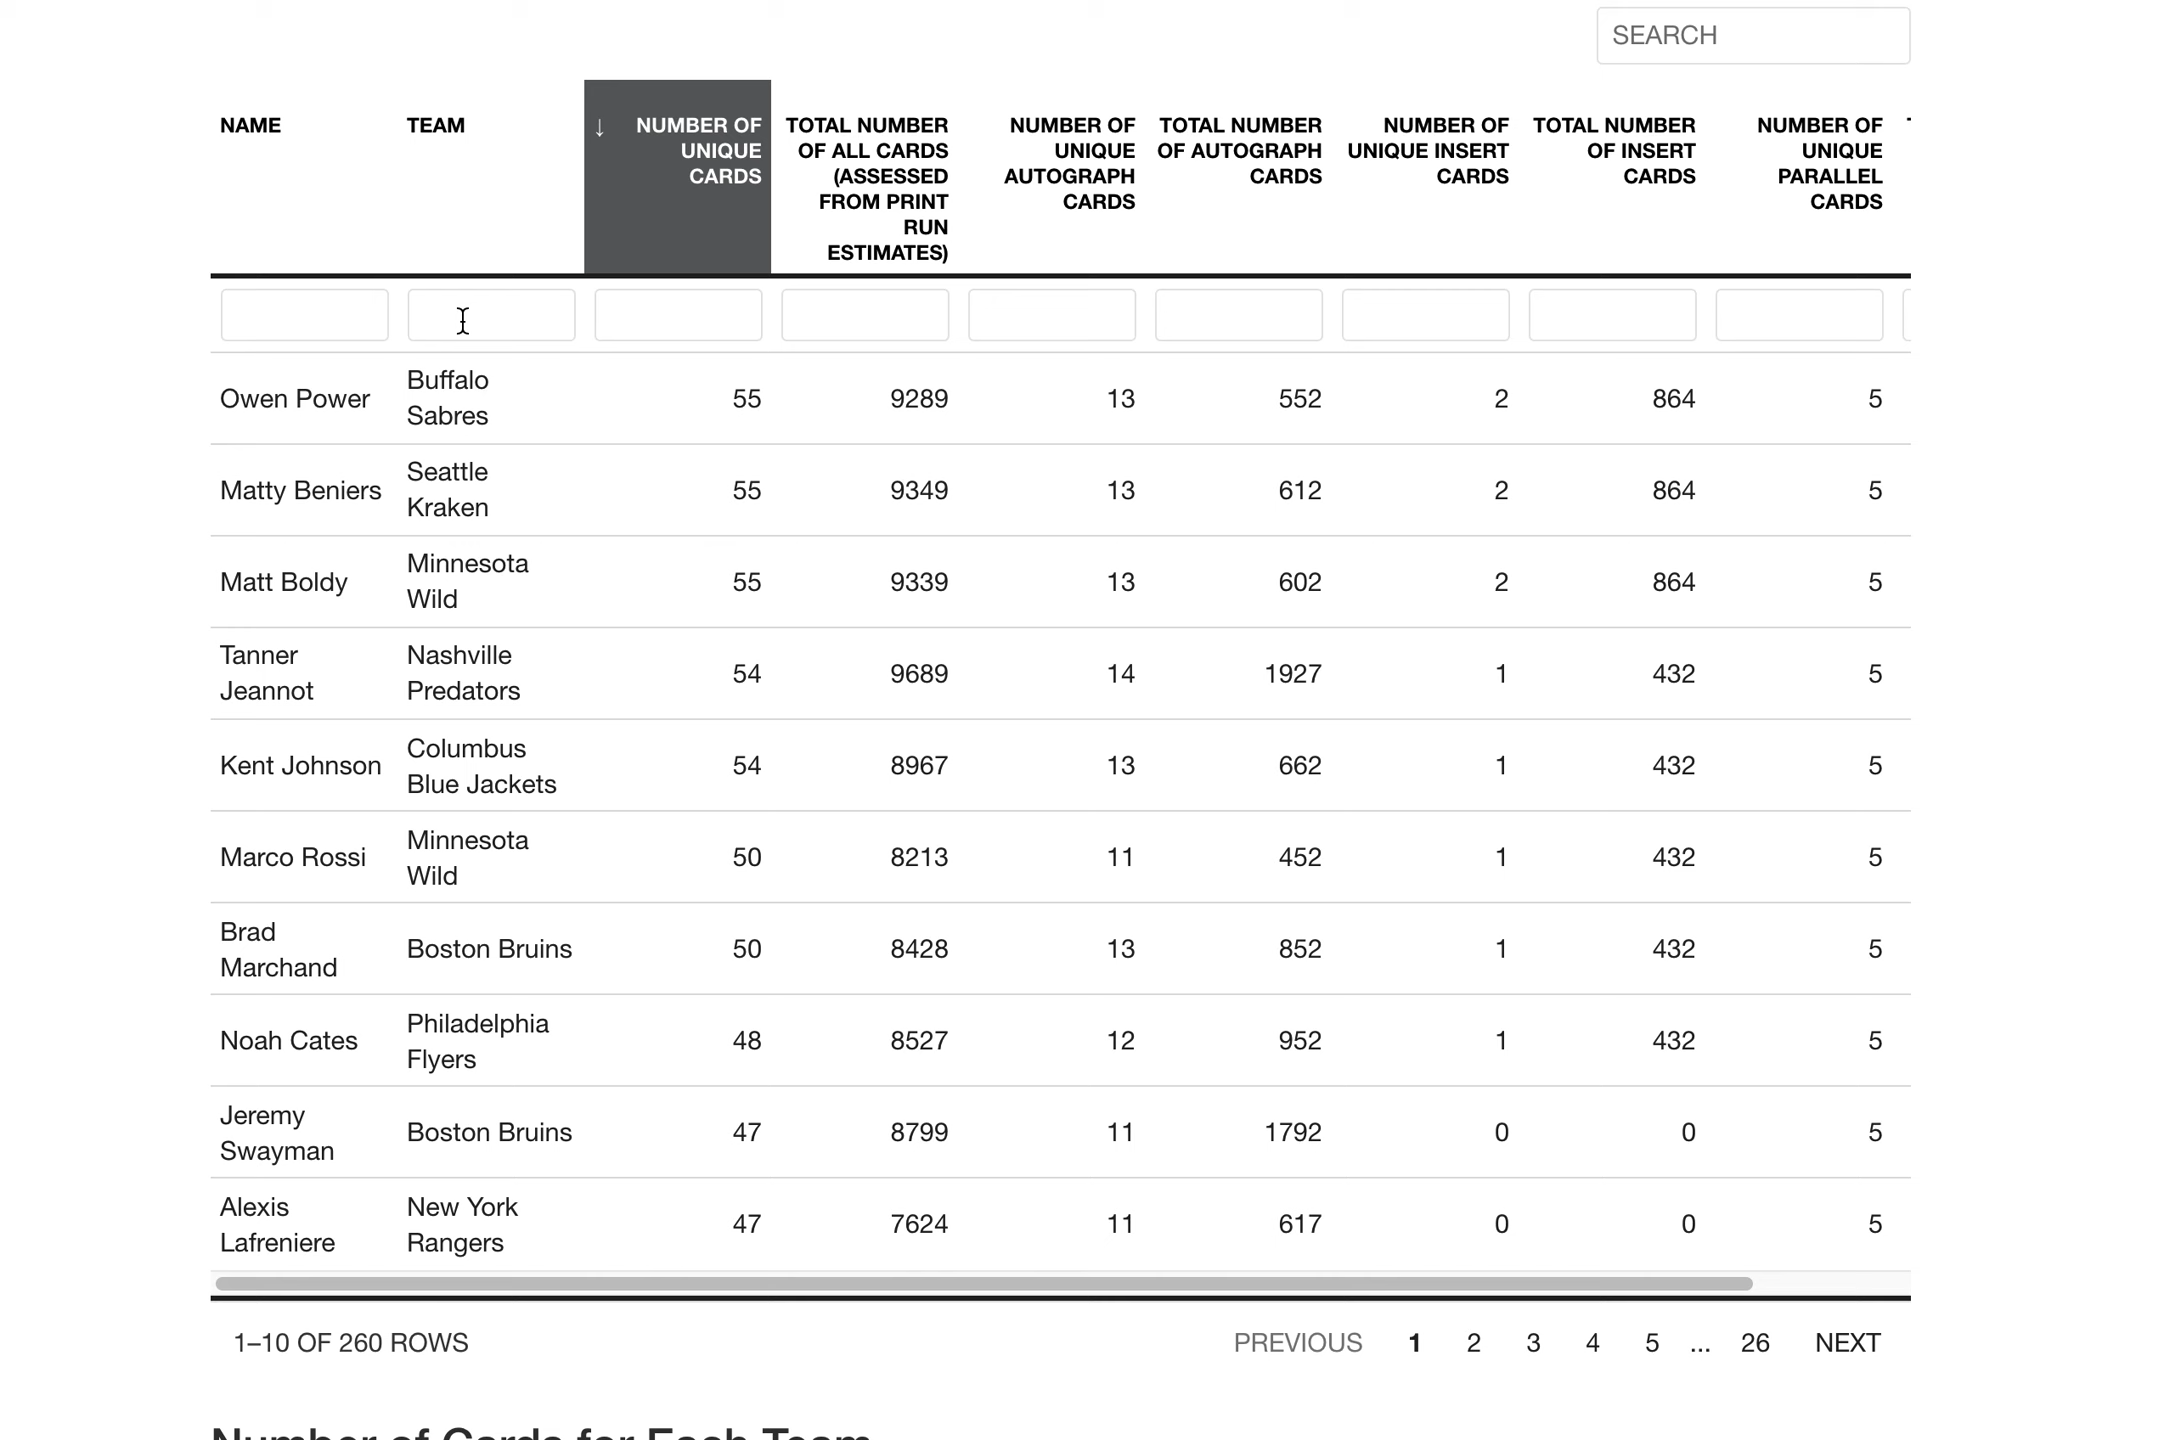 SEARCH
NAME TEAM ↓ NUMBER OF UNIQUE CARDS TOTAL NUMBER OF ALL CARDS (ASSESSED FROM PRINT RUN ESTIMATES) NUMBER OF UNIQUE AUTOGRAPH CARDS TOTAL NUMBER OF AUTOGRAPH CARDS NUMBER OF UNIQUE INSERT CARDS TOTAL NUMBER OF INSERT CARDS NUMBER OF UNIQUE PARALLEL CARDS
Owen Power Buffalo Sabres 55 9289 13 552 2 864 5
Matty Beniers Seattle Kraken 55 9349 13 612 2 864 5
Matt Boldy Minnesota Wild 55 9339 13 602 2 864 5
Tanner Jeannot Nashville Predators 54 9689 14 1927 1 432 5
Kent Johnson Columbus Blue Jackets 54 8967 13 662 1 432 5
Marco Rossi Minnesota Wild 50 8213 11 452 1 432 5
Brad Marchand Boston Bruins 50 8428 13 852 1 432 5
Noah Cates Philadelphia Flyers 48 8527 12 952 1 432 5
Jeremy Swayman Boston Bruins 47 8799 11 1792 0 0 5
Alexis Lafreniere New York Rangers 47 7624 11 617 0 0 5
1–10 OF 260 ROWS PREVIOUS 1 2 3 4 5 ... 26 NEXT
Number of Cards for Each Team